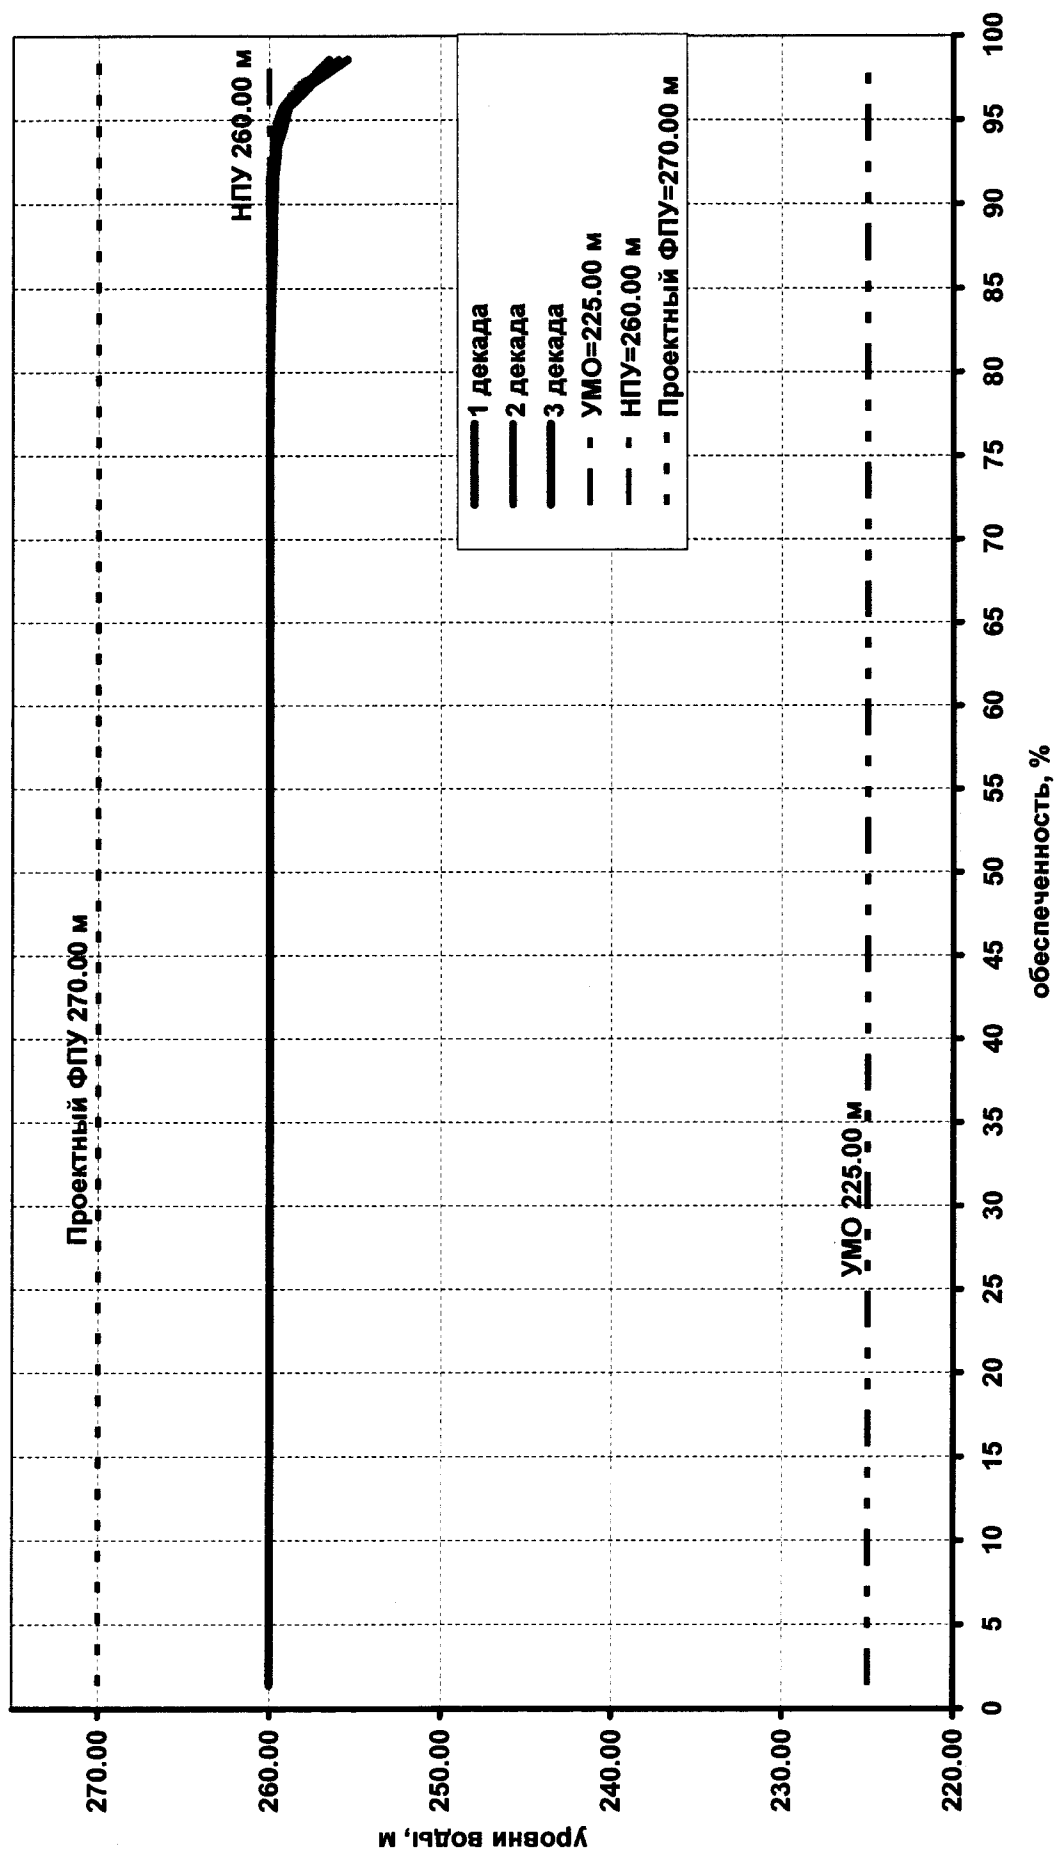 уровни воды, м
270.00
260.00
250.00
240.00
230.00
220.00
Проектный ФПУ 270.00 м
НПУ 260.00 м
УМО 225.00 м
1 декада
2 декада
3 декада
УМО=225.00 м
НПУ=260.00 м
Проектный ФПУ=270.00 м
0 5 10 15 20 25 30 35 40 45 50 55 60 65 70 75 80 85 90 95 100
обеспеченность, %